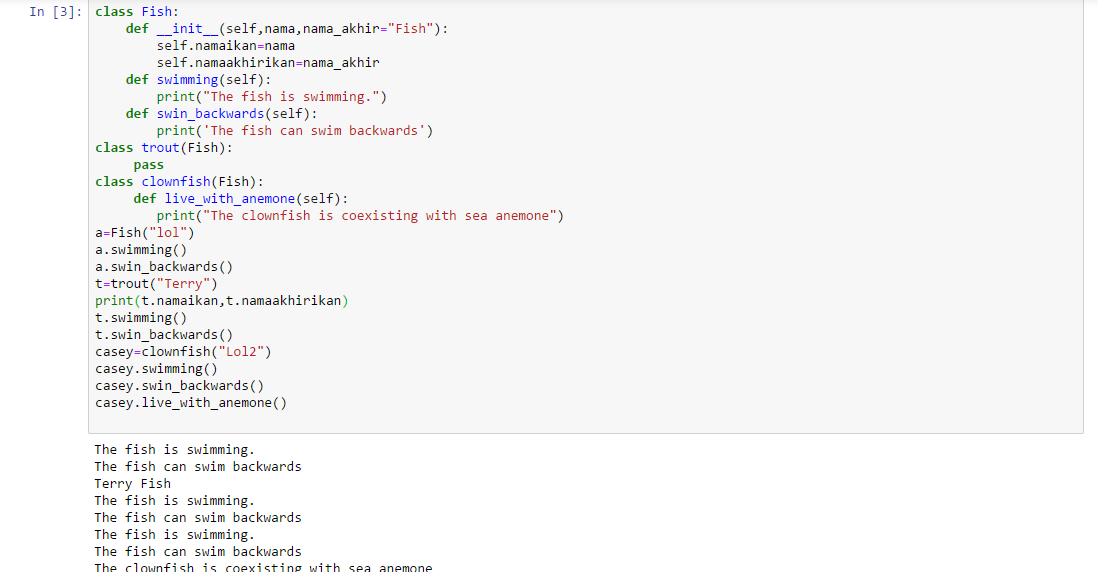 In [3]: class Fish:
    def __init__(self,nama,nama_akhir="Fish"):
        self.namaikan=nama
        self.namaakhirikan=nama_akhir
    def swimming(self):
        print("The fish is swimming.")
    def swin_backwards(self):
        print('The fish can swim backwards')
class trout(Fish):
     pass
class clownfish(Fish):
     def live_with_anemone(self):
        print("The clownfish is coexisting with sea anemone")
a=Fish("lol")
a.swimming()
a.swin_backwards()
t=trout("Terry")
print(t.namaikan,t.namaakhirikan)
t.swimming()
t.swin_backwards()
casey=clownfish("Lol2")
casey.swimming()
casey.swin_backwards()
casey.live_with_anemone()
The fish is swimming.
The fish can swim backwards
Terry Fish
The fish is swimming.
The fish can swim backwards
The fish is swimming.
The fish can swim backwards
The clownfish is coexisting with sea anemone